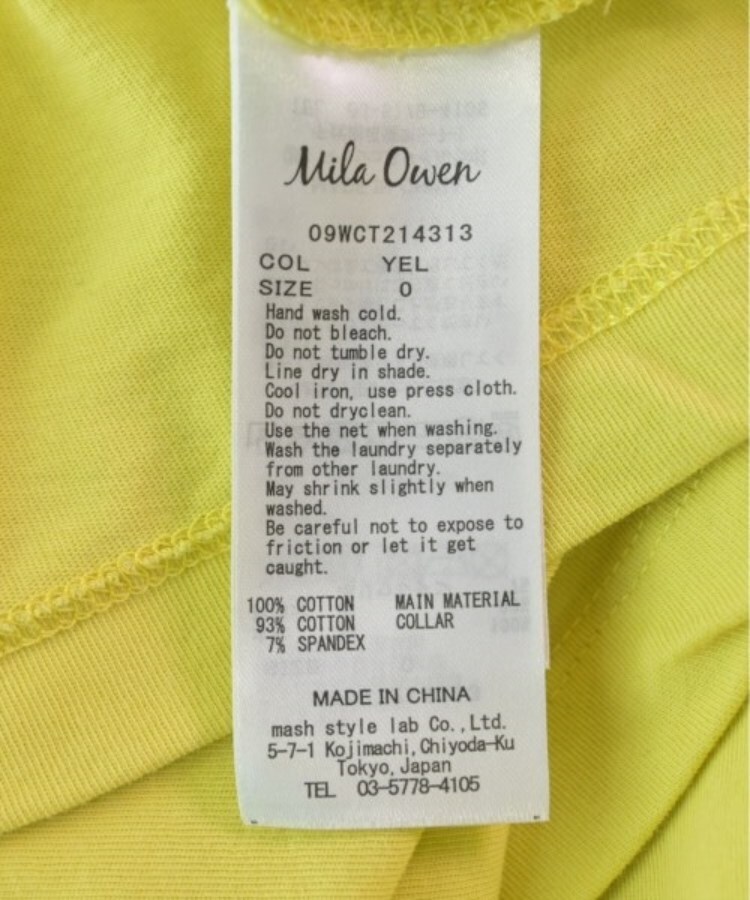 Mila Owen
09WCT214313
COL YEL
SIZE 0
Hand wash cold.
Do not bleach.
Do not tumble dry.
Line dry in shade.
Cool iron, use press cloth.
Do not dryclean.
Use the net when washing.
Wash the laundry separately
from other laundry.
May shrink slightly when
washed.
Be careful not to expose to
friction or let it get
caught.
100% COTTON MAIN MATERIAL
93% COTTON COLLAR
7% SPANDEX
MADE IN CHINA
mash style lab Co.,Ltd.
5-7-1 Kojimachi,Chiyoda-Ku
Tokyo,Japan
TEL 03-5778-4105